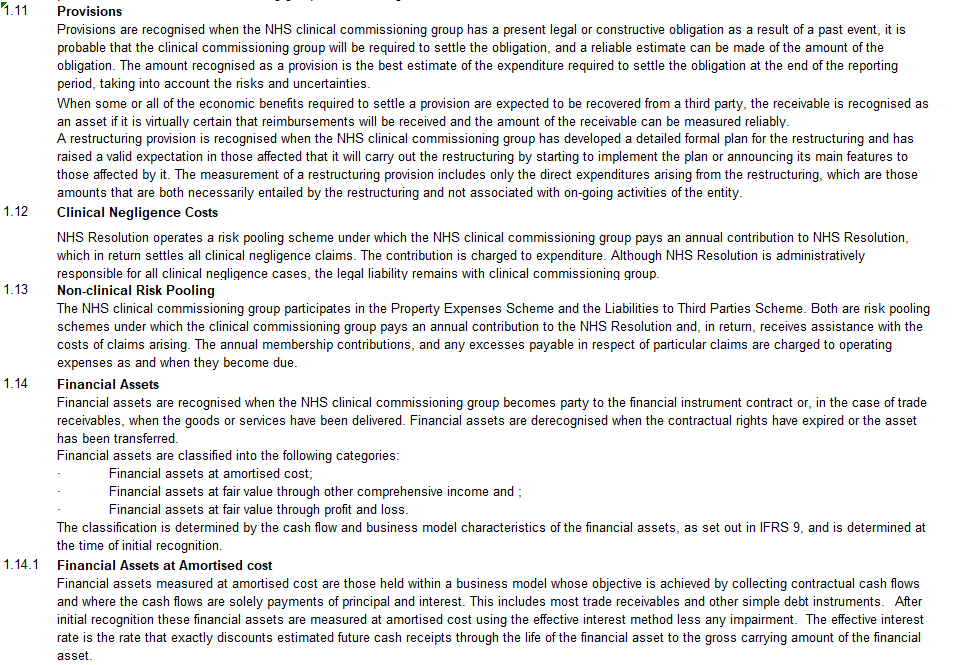 1.11 Provisions
Provisions are recognised when the NHS clinical commissioning group has a present legal or constructive obligation as a result of a past event, it is
probable that the clinical commissioning group will be required to settle the obligation, and a reliable estimate can be made of the amount of the
obligation. The amount recognised as a provision is the best estimate of the expenditure required to settle the obligation at the end of the reporting
period, taking into account the risks and uncertainties.
When some or all of the economic benefits required to settle a provision are expected to be recovered from a third party, the receivable is recognised as
an asset if it is virtually certain that reimbursements will be received and the amount of the receivable can be measured reliably.
A restructuring provision is recognised when the NHS clinical commissioning group has developed a detailed formal plan for the restructuring and has
raised a valid expectation in those affected that it will carry out the restructuring by starting to implement the plan or announcing its main features to
those affected by it. The measurement of a restructuring provision includes only the direct expenditures arising from the restructuring, which are those
amounts that are both necessarily entailed by the restructuring and not associated with on-going activities of the entity.
1.12 Clinical Negligence Costs
NHS Resolution operates a risk pooling scheme under which the NHS clinical commissioning group pays an annual contribution to NHS Resolution,
which in return settles all clinical negligence claims. The contribution is charged to expenditure. Although NHS Resolution is administratively
responsible for all clinical negligence cases, the legal liability remains with clinical commissioning group.
1.13 Non-clinical Risk Pooling
The NHS clinical commissioning group participates in the Property Expenses Scheme and the Liabilities to Third Parties Scheme. Both are risk pooling
schemes under which the clinical commissioning group pays an annual contribution to the NHS Resolution and, in return, receives assistance with the
costs of claims arising. The annual membership contributions, and any excesses payable in respect of particular claims are charged to operating
expenses as and when they become due.
1.14 Financial Assets
Financial assets are recognised when the NHS clinical commissioning group becomes party to the financial instrument contract or, in the case of trade
receivables, when the goods or services have been delivered. Financial assets are derecognised when the contractual rights have expired or the asset
has been transferred.
Financial assets are classified into the following categories:
· Financial assets at amortised cost;
· Financial assets at fair value through other comprehensive income and ;
· Financial assets at fair value through profit and loss.
The classification is determined by the cash flow and business model characteristics of the financial assets, as set out in IFRS 9, and is determined at
the time of initial recognition.
1.14.1 Financial Assets at Amortised cost
Financial assets measured at amortised cost are those held within a business model whose objective is achieved by collecting contractual cash flows
and where the cash flows are solely payments of principal and interest. This includes most trade receivables and other simple debt instruments. After
initial recognition these financial assets are measured at amortised cost using the effective interest method less any impairment. The effective interest
rate is the rate that exactly discounts estimated future cash receipts through the life of the financial asset to the gross carrying amount of the financial
asset.